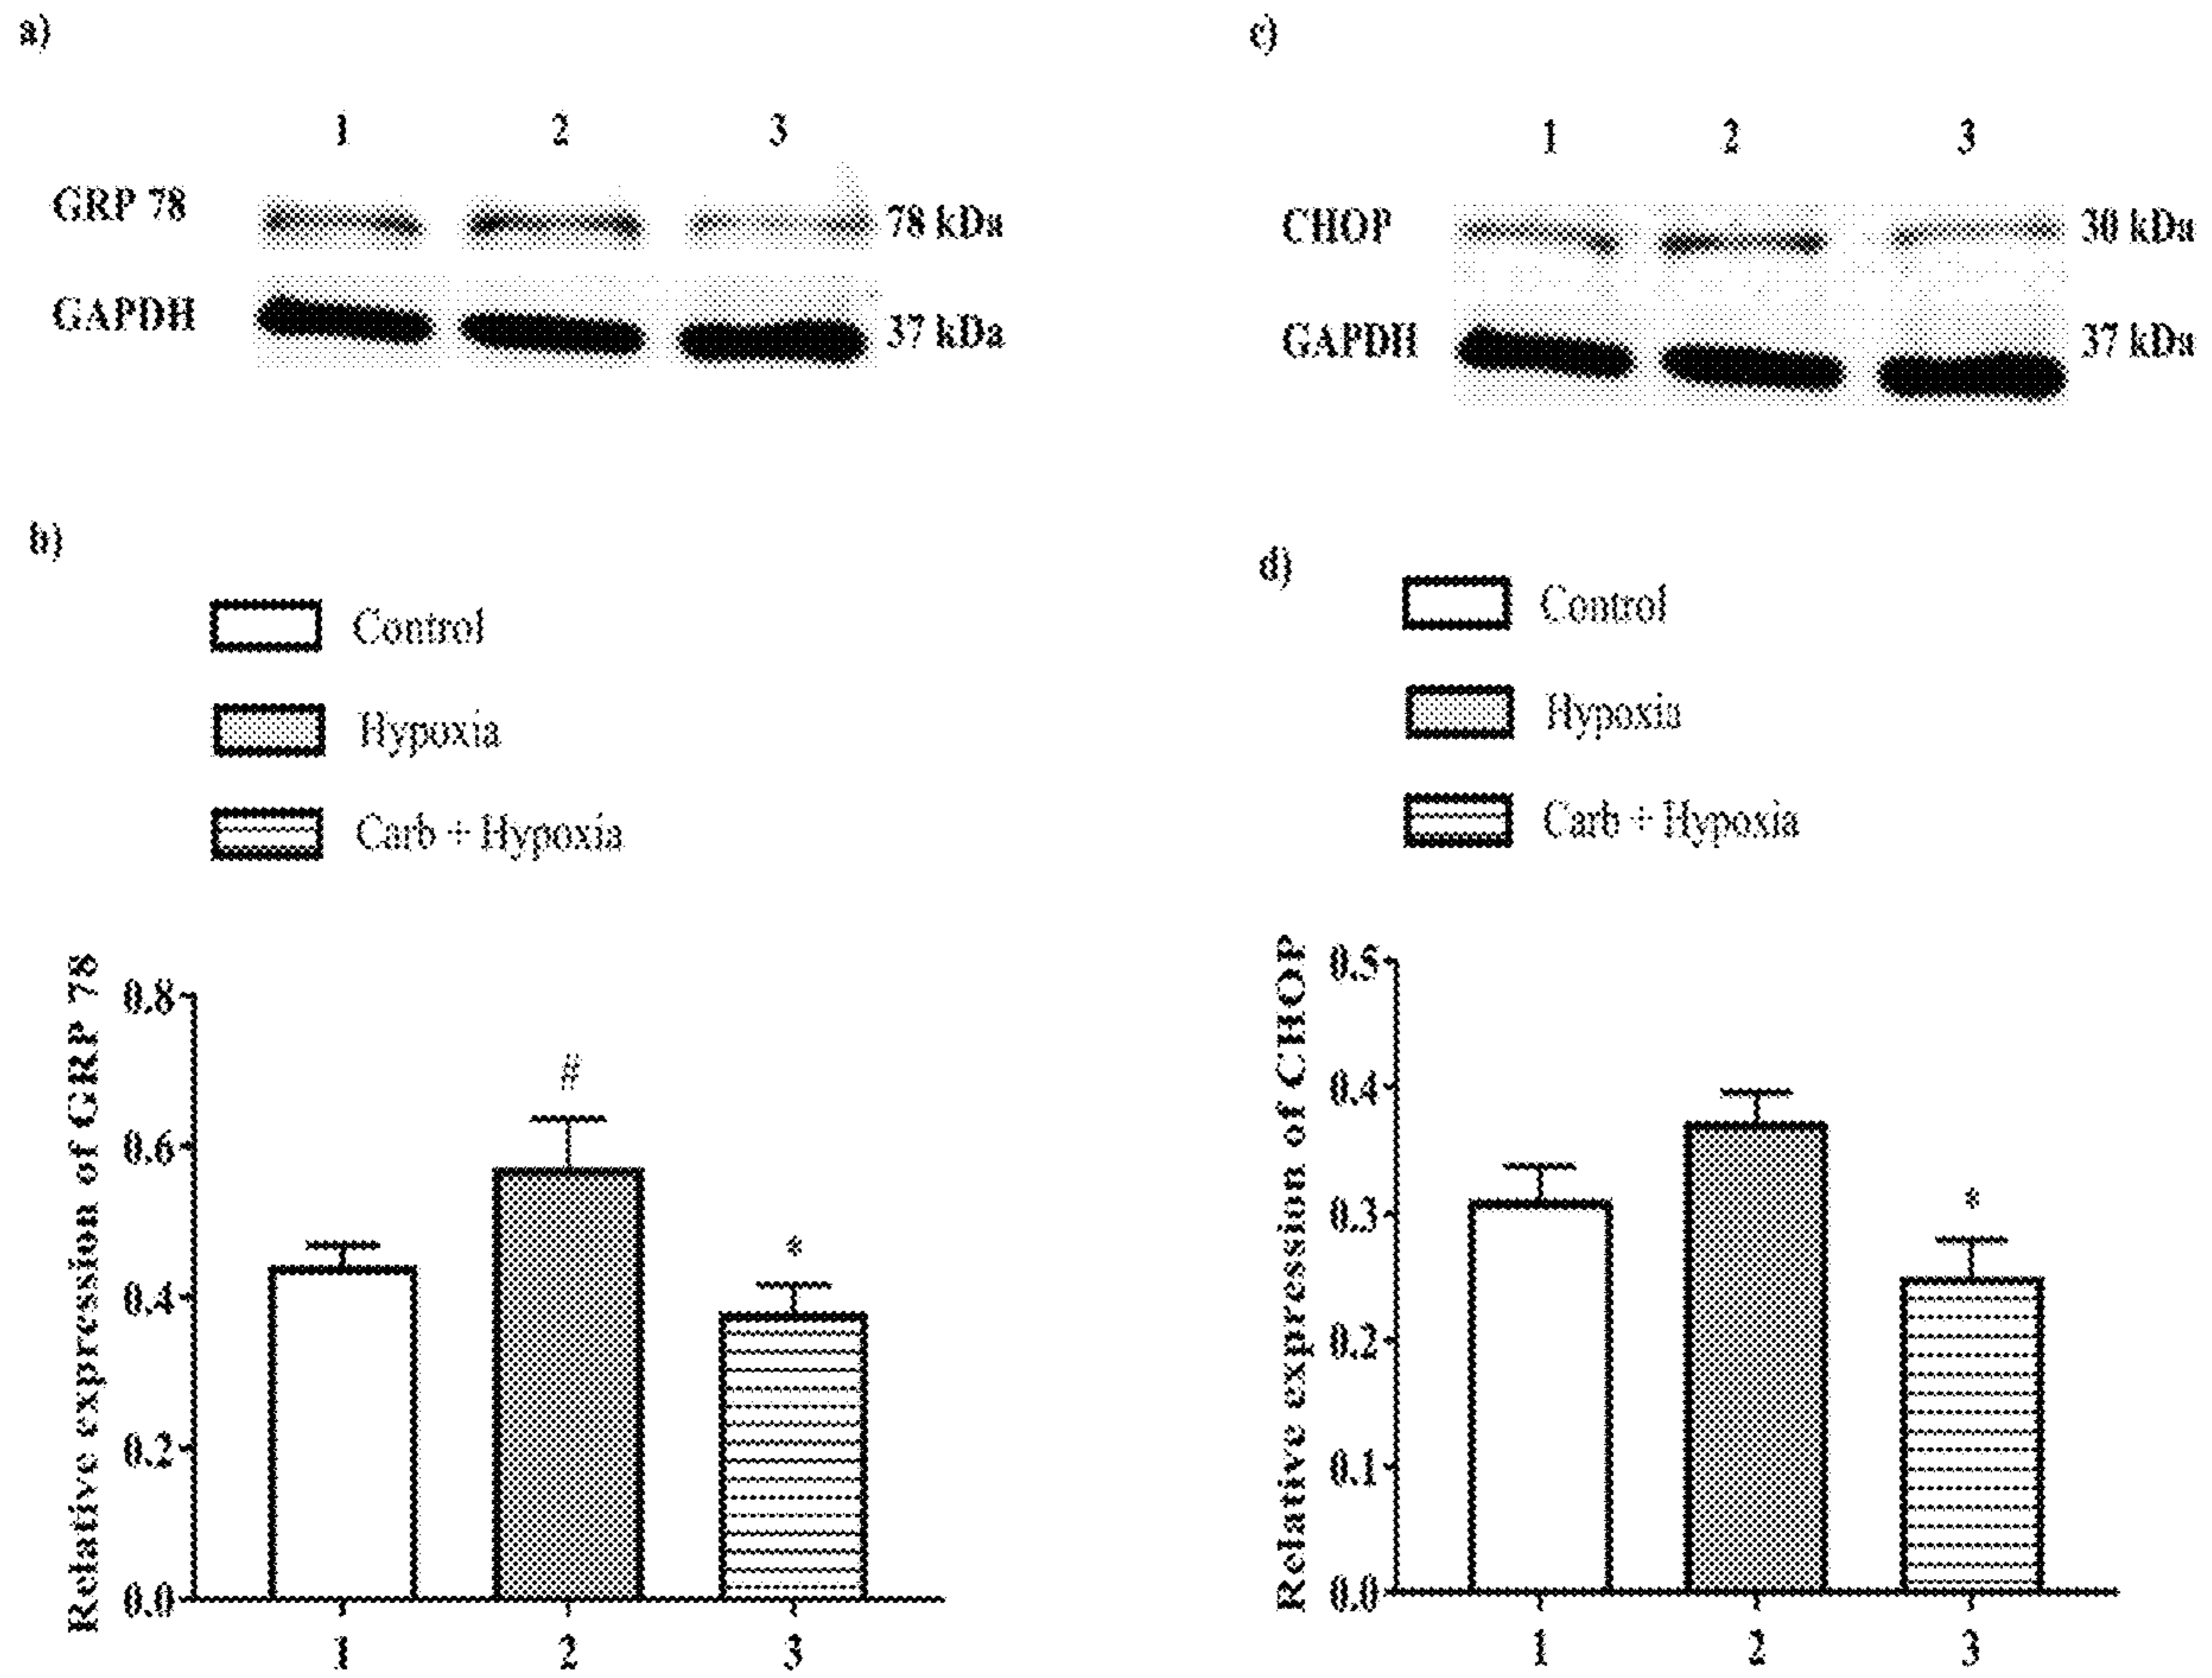 a)
1 2 3
GRP 78
78 kDa
GAPDH
37 kDa
b)
Control
Hypoxia
Carb + Hypoxia
Relative expression of GRP 78
0.8
0.6
0.4
0.2
0.0
#
*
1 2 3
c)
1 2 3
CHOP
30 kDa
GAPDH
37 kDa
d)
Control
Hypoxia
Carb + Hypoxia
Relative expression of CHOP
0.5
0.4
0.3
0.2
0.1
0.0
*
1 2 3